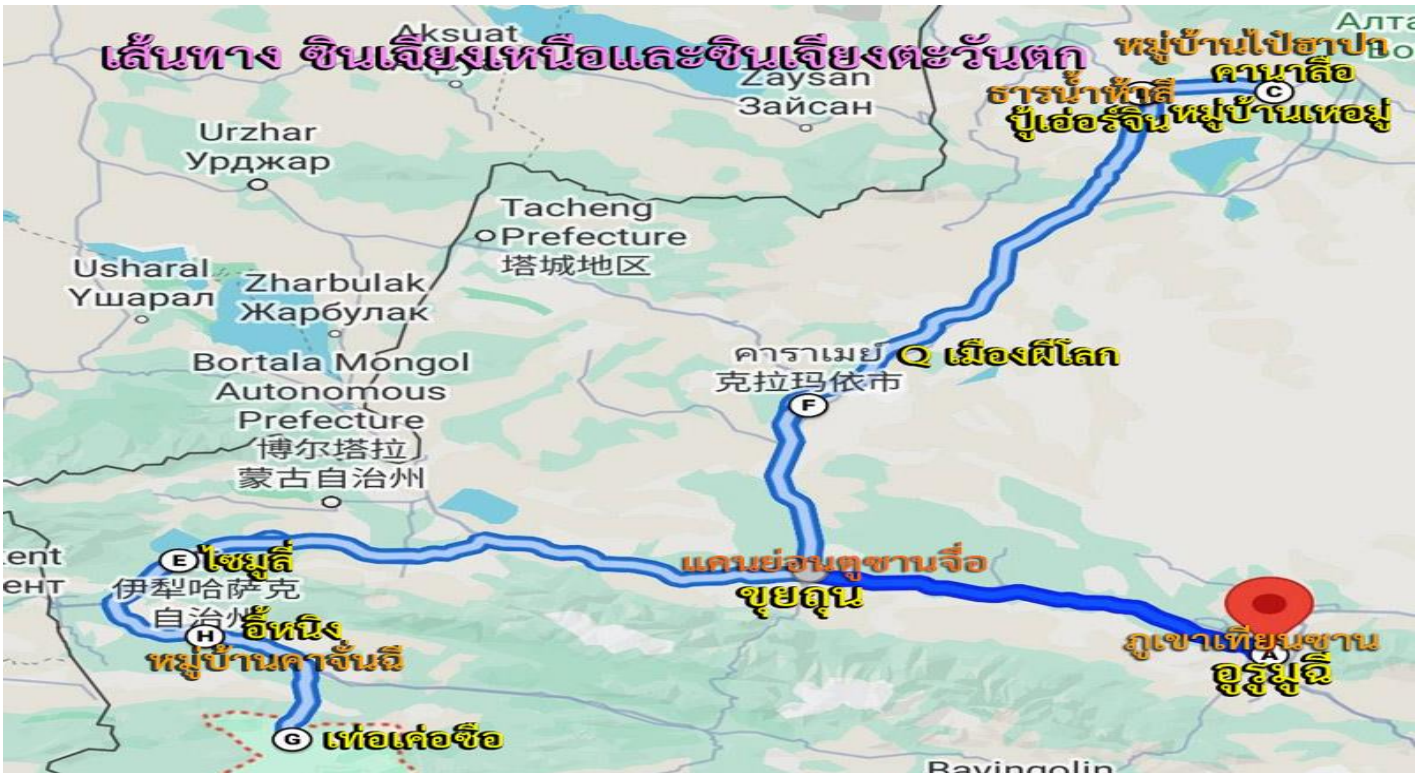 เส้นทาง ซินเจียงเหนือและซินเจียงตะวันตก
Aksuat
หมู่บ้านไป๋ฮาปา
Алта
คานาสือ
Zaysan
Зайсан
ธารน้ำห้าสี
C
ปู้เอ่อร์จิน
หมู่บ้านเหอมู่
Urzhar
Урджар
Tacheng
Prefecture
塔城地区
Usharal
Үшарал
Zharbulak
Жарбулак
คาราเมย์
克拉玛依市
เมืองผีโลก
F
Bortala Mongol
Autonomous
Prefecture
博尔塔拉
蒙古自治州
E ไซมูลี่
伊犁哈萨克
自治州
H อี้หนิง
หมู่บ้านคาจั่นฉี
G เท่อเค่อซือ
แคนย่อนตูซานจื่อ
ขุยถุน
ภูเขาเทียนซาน
A
อูรูมูฉี
Bayingolin